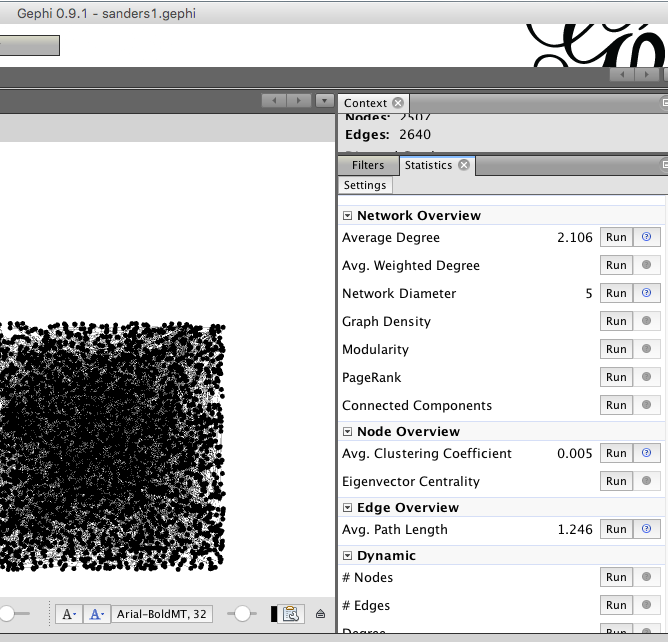 Gephi 0.9.1 - sanders1.gephi
Context
Nodes: 2507
Edges: 2640
Filters Statistics
Settings
Network Overview
Average Degree 2.106 Run
Avg. Weighted Degree Run
Network Diameter 5 Run
Graph Density Run
Modularity Run
PageRank Run
Connected Components Run
Node Overview
Avg. Clustering Coefficient 0.005 Run
Eigenvector Centrality Run
Edge Overview
Avg. Path Length 1.246 Run
Dynamic
# Nodes Run
# Edges Run
Degree Run
A A Arial-BoldMT, 32